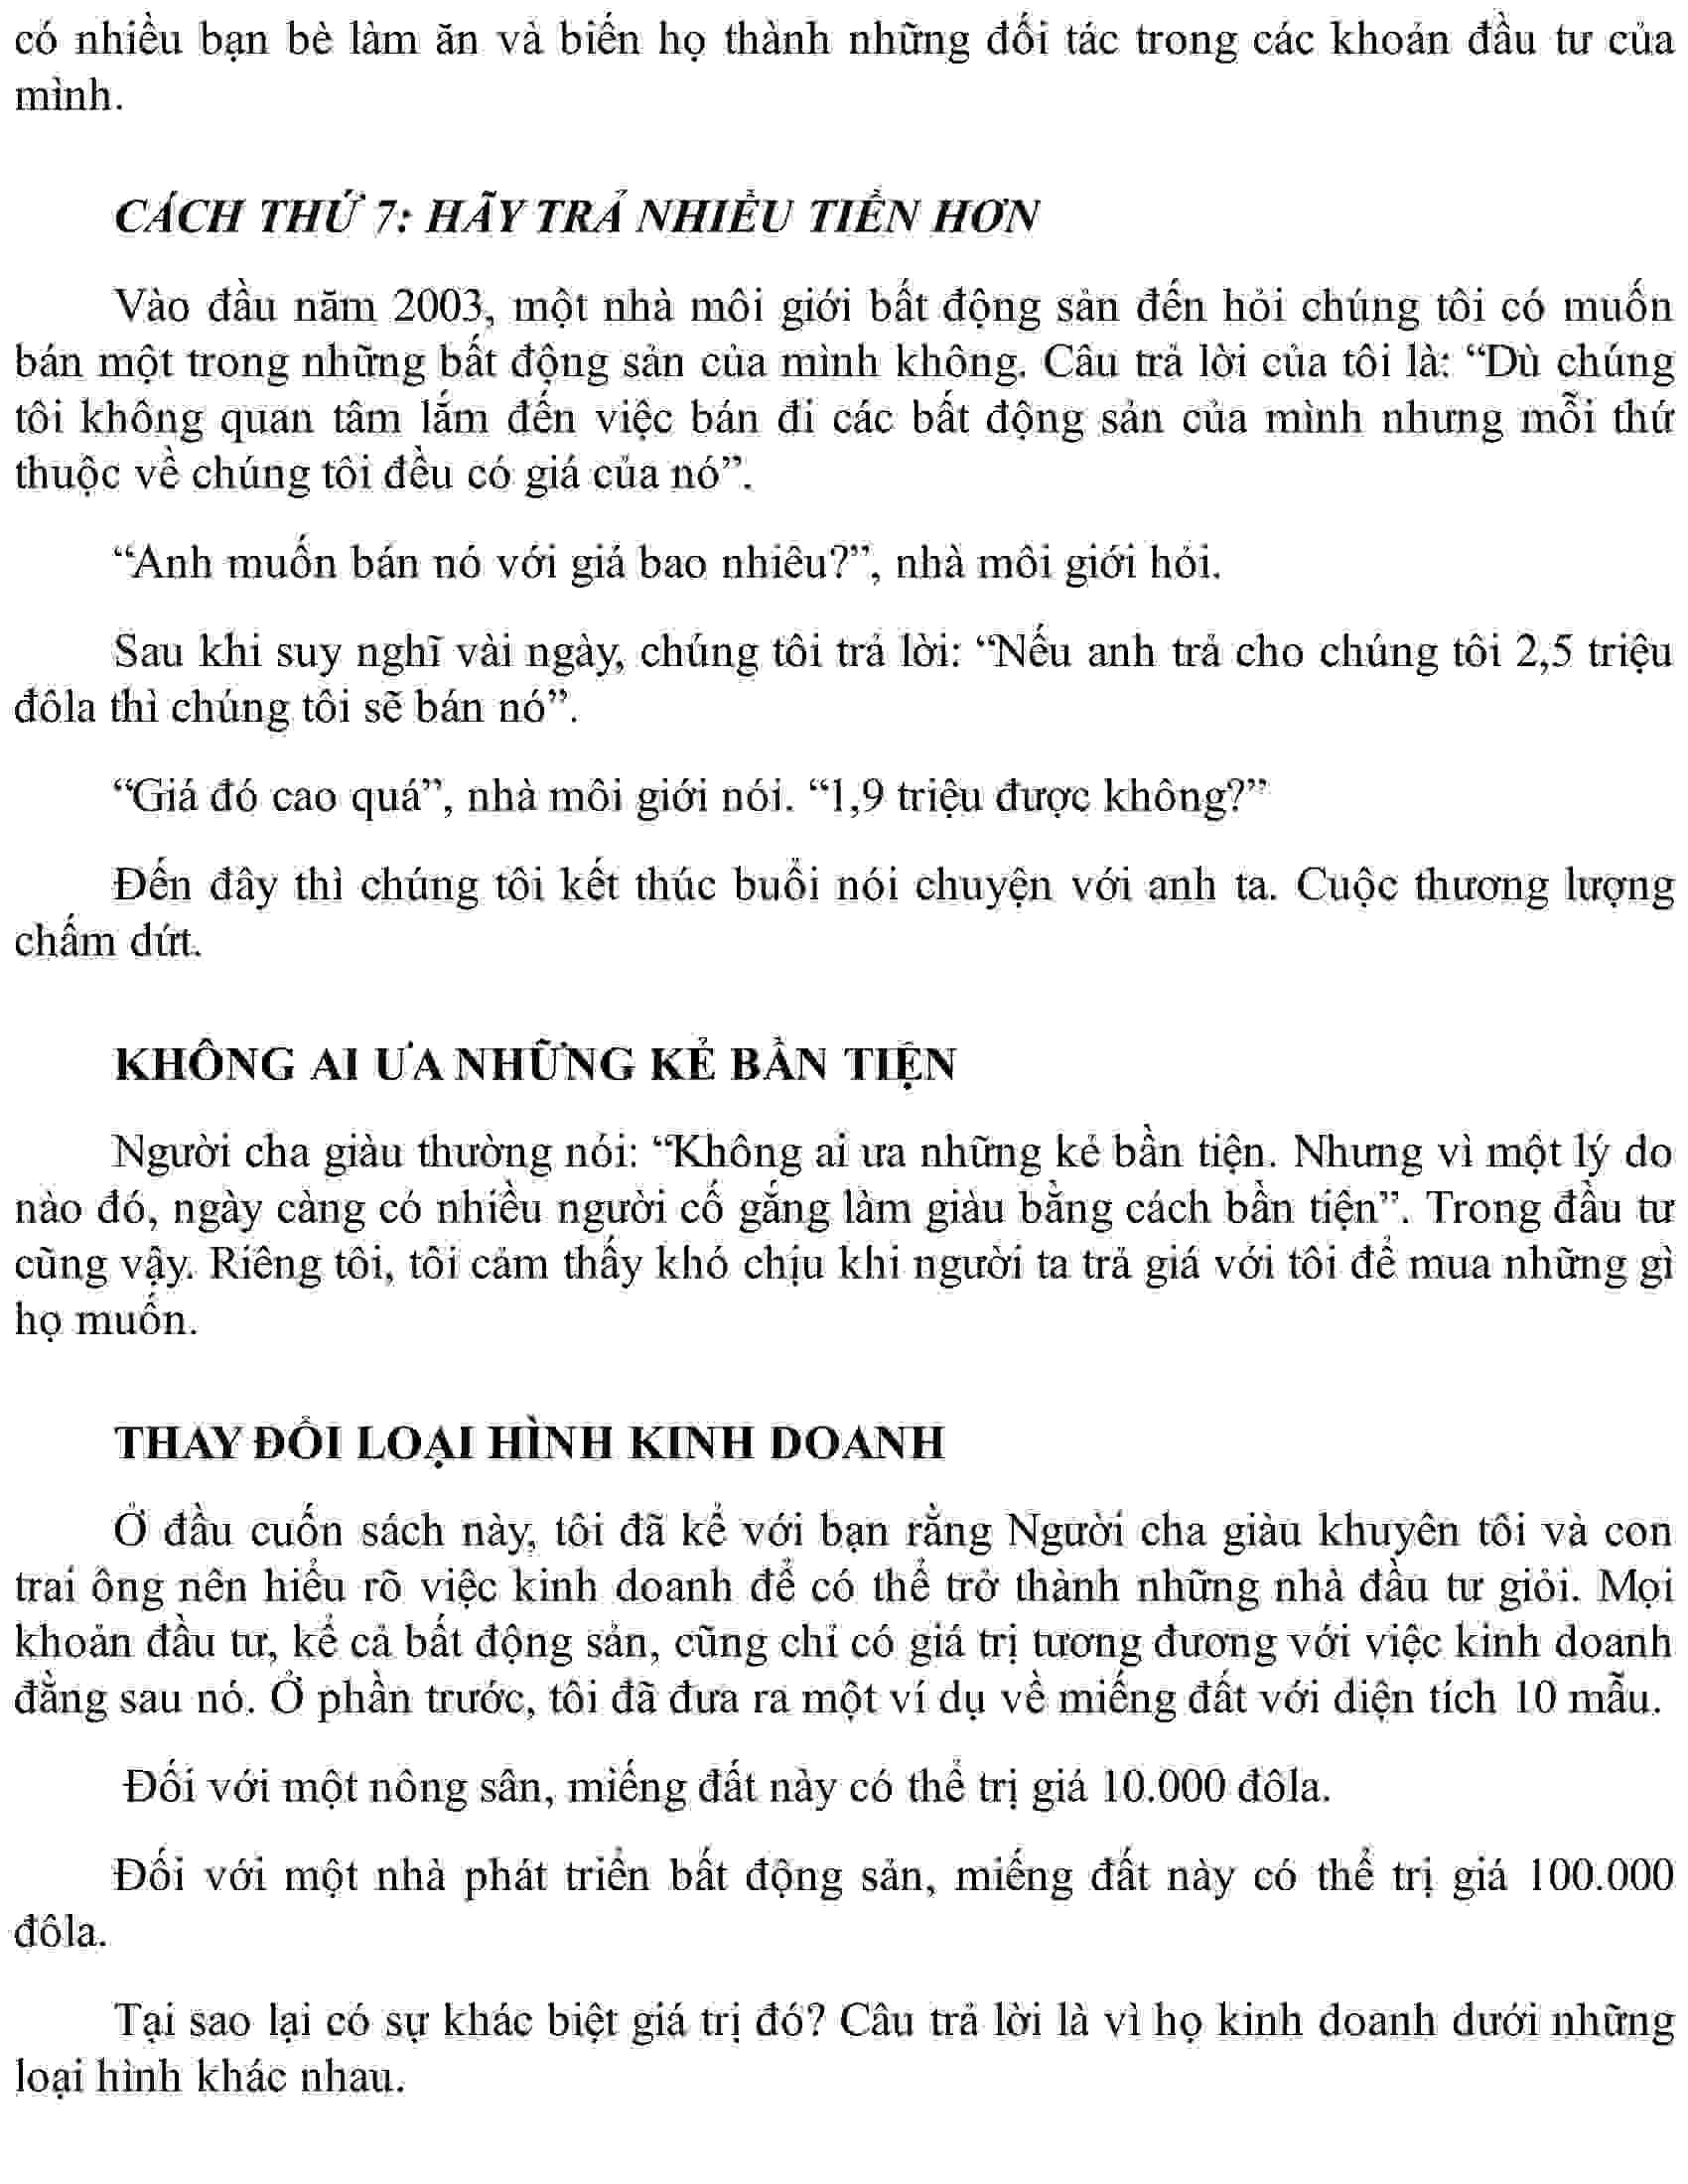 có nhiều bạn bè làm ăn và biến họ thành những đối tác trong các khoản đầu tư của
mình.
CÁCH THỨ 7: HÃY TRẢ NHIỀU TIỀN HƠN
Vào đầu năm 2003, một nhà môi giới bất động sản đến hỏi chúng tôi có muốn
bán một trong những bất động sản của mình không. Câu trả lời của tôi là: “Dù chúng
tôi không quan tâm lắm đến việc bán đi các bất động sản của mình nhưng mỗi thứ
thuộc về chúng tôi đều có giá của nó”.
“Anh muốn bán nó với giá bao nhiêu?”, nhà môi giới hỏi.
Sau khi suy nghĩ vài ngày, chúng tôi trả lời: “Nếu anh trả cho chúng tôi 2,5 triệu
đôla thì chúng tôi sẽ bán nó”.
“Giá đó cao quá”, nhà môi giới nói. “1,9 triệu được không?”
Đến đây thì chúng tôi kết thúc buổi nói chuyện với anh ta. Cuộc thương lượng
chấm dứt.
KHÔNG AI ƯA NHỮNG KẺ BẦN TIỆN
Người cha giàu thường nói: “Không ai ưa những kẻ bần tiện. Nhưng vì một lý do
nào đó, ngày càng có nhiều người cố gắng làm giàu bằng cách bần tiện”. Trong đầu tư
cũng vậy. Riêng tôi, tôi cảm thấy khó chịu khi người ta trả giá với tôi để mua những gì
họ muốn.
THAY ĐỔI LOẠI HÌNH KINH DOANH
Ở đầu cuốn sách này, tôi đã kể với bạn rằng Người cha giàu khuyên tôi và con
trai ông nên hiểu rõ việc kinh doanh để có thể trở thành những nhà đầu tư giỏi. Mọi
khoản đầu tư, kể cả bất động sản, cũng chỉ có giá trị tương đương với việc kinh doanh
đằng sau nó. Ở phần trước, tôi đã đưa ra một ví dụ về miếng đất với diện tích 10 mẫu.
Đối với một nông sân, miếng đất này có thể trị giá 10.000 đôla.
Đối với một nhà phát triển bất động sản, miếng đất này có thể trị giá 100.000
đôla.
Tại sao lại có sự khác biệt giá trị đó? Câu trả lời là vì họ kinh doanh dưới những
loại hình khác nhau.